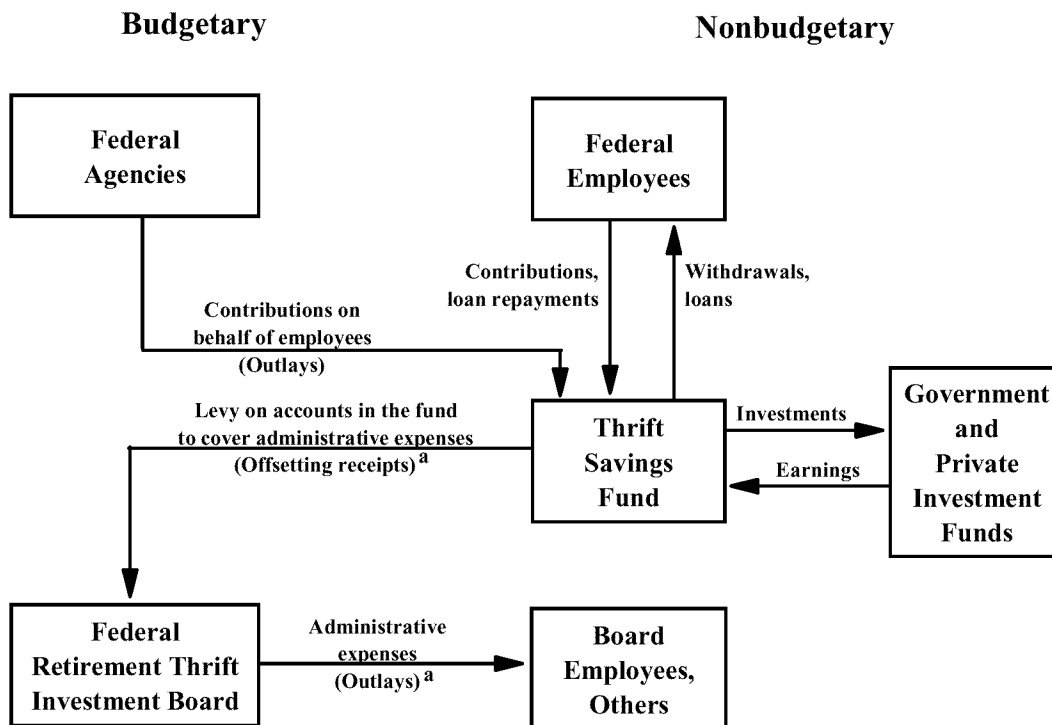 Budgetary
Nonbudgetary
Federal
Agencies
Federal
Employees
Contributions,
loan repayments
Withdrawals,
loans
Contributions on
behalf of employees
(Outlays)
Levy on accounts in the fund
to cover administrative expenses
(Offsetting receipts) a
Thrift
Savings
Fund
Investments
Earnings
Government
and
Private
Investment
Funds
Federal
Retirement Thrift
Investment Board
Administrative
expenses
(Outlays) a
Board
Employees,
Others